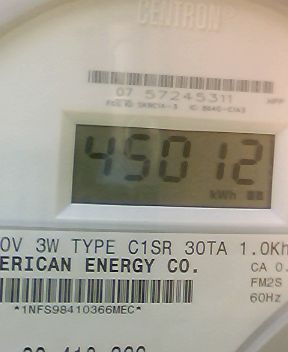 CENTRON
07 57245311
45012
kWh
0V 3W TYPE C1SR 30TA 1.0Kh
ERICAN ENERGY CO.
CA 0.
FM2S
60Hz
*1NFS98410366MEC*